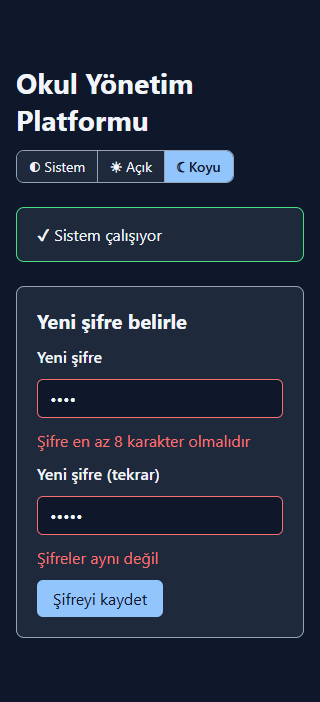 Okul Yönetim
Platformu
◐ Sistem ☀ Açık ☾ Koyu
✓ Sistem çalışıyor
Yeni şifre belirle
Yeni şifre
••••
Şifre en az 8 karakter olmalıdır
Yeni şifre (tekrar)
•••••
Şifreler aynı değil
Şifreyi kaydet